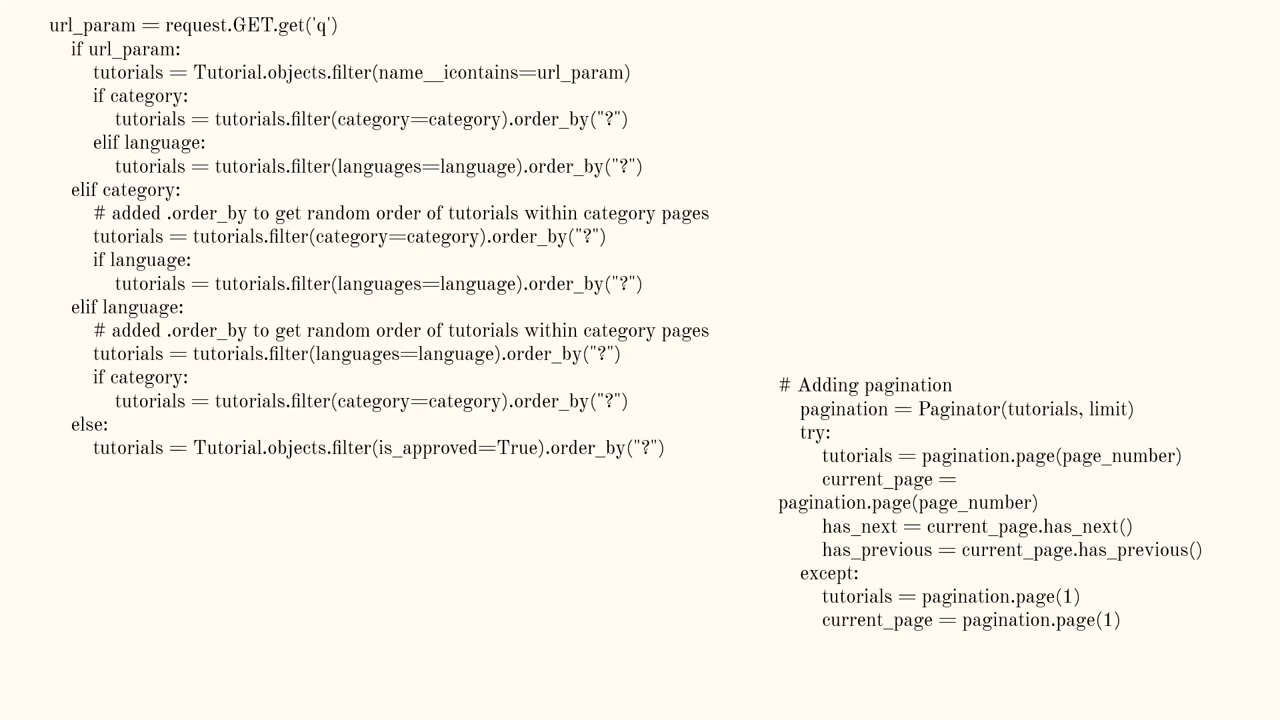 url_param = request.GET.get('q')
    if url_param:
        tutorials = Tutorial.objects.filter(name__icontains=url_param)
        if category:
            tutorials = tutorials.filter(category=category).order_by("?")
        elif language:
            tutorials = tutorials.filter(languages=language).order_by("?")
    elif category:
        # added .order_by to get random order of tutorials within category pages
        tutorials = tutorials.filter(category=category).order_by("?")
        if language:
            tutorials = tutorials.filter(languages=language).order_by("?")
    elif language:
        # added .order_by to get random order of tutorials within category pages
        tutorials = tutorials.filter(languages=language).order_by("?")
        if category:
            tutorials = tutorials.filter(category=category).order_by("?")
    else:
        tutorials = Tutorial.objects.filter(is_approved=True).order_by("?")
# Adding pagination
    pagination = Paginator(tutorials, limit)
    try:
        tutorials = pagination.page(page_number)
        current_page =
pagination.page(page_number)
        has_next = current_page.has_next()
        has_previous = current_page.has_previous()
    except:
        tutorials = pagination.page(1)
        current_page = pagination.page(1)